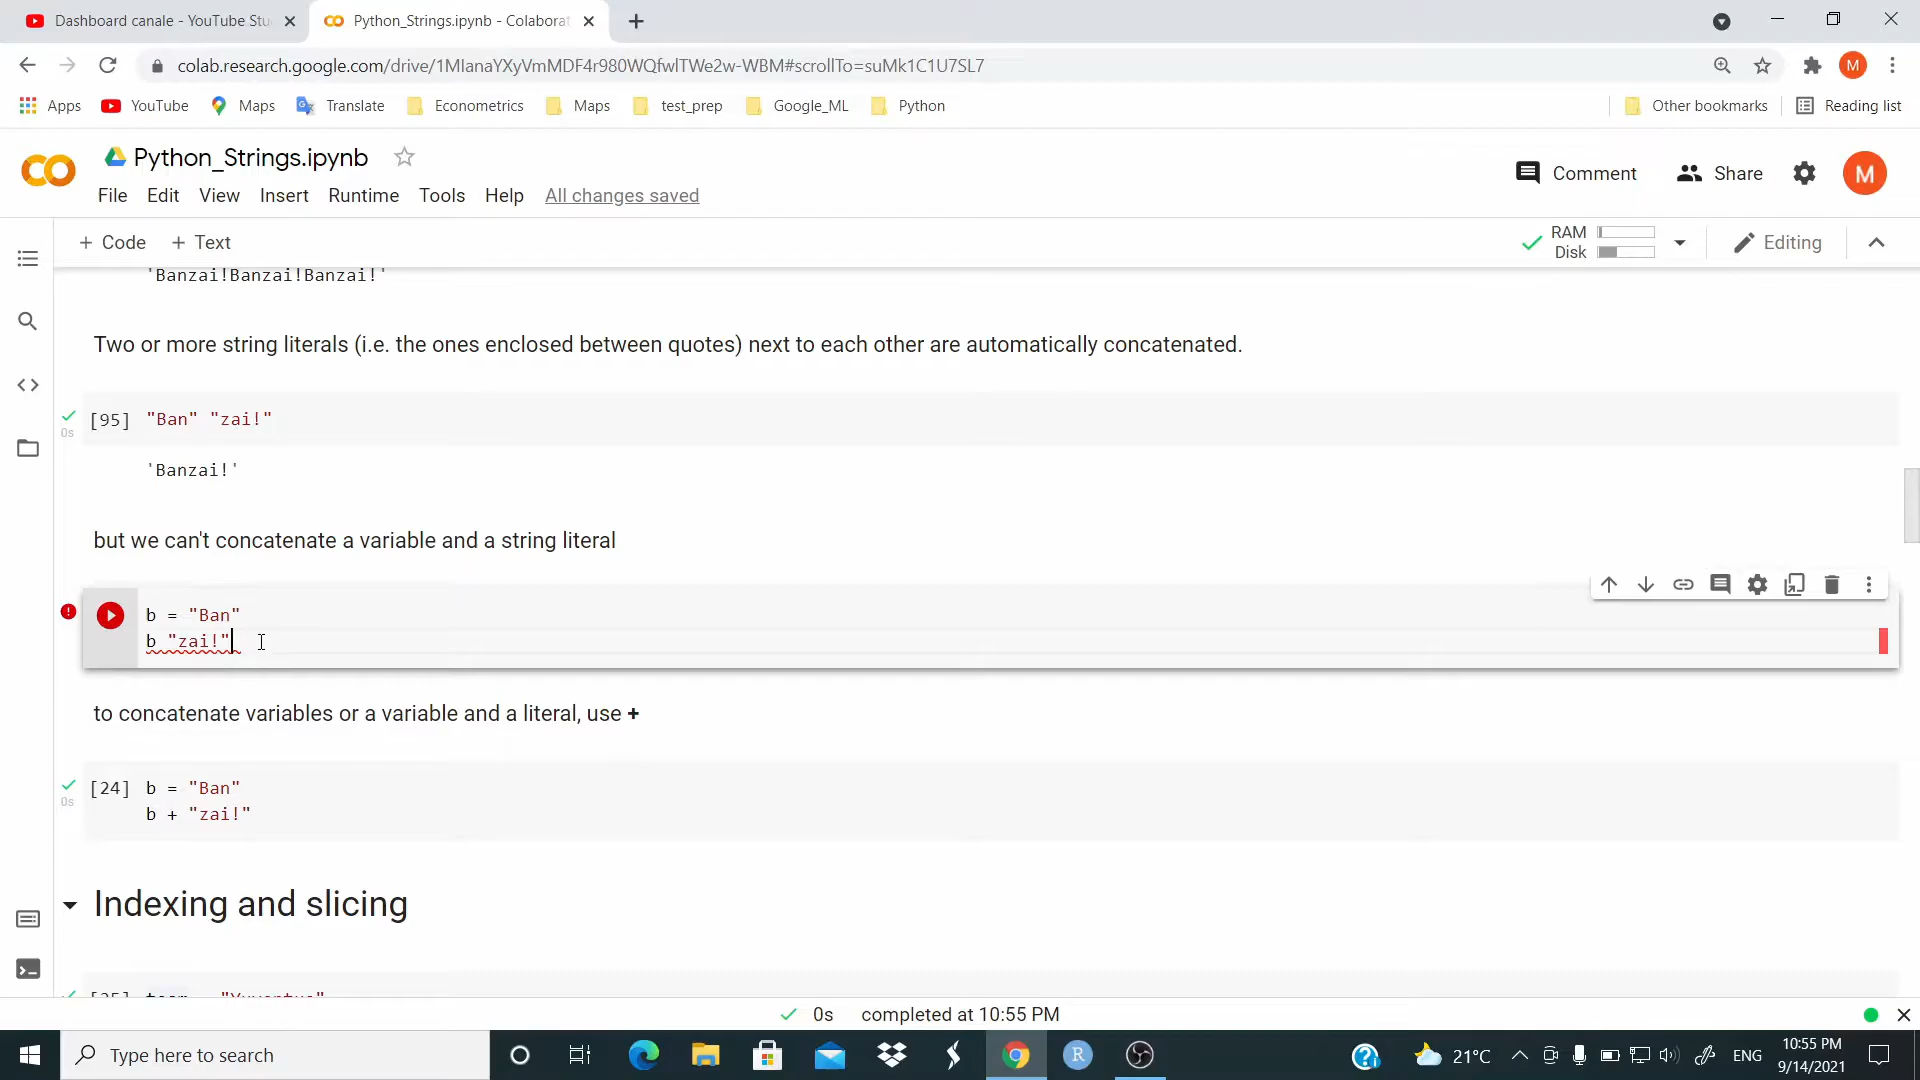 Dashboard canale - YouTube Stu
Python_Strings.ipynb - Colaborat
colab.research.google.com/drive/1MlanaYXyVmMDF4r980WQfwlTWe2w-WBM#scrollTo=suMk1C1U7SL7
M
Apps
YouTube
Maps
Translate
Econometrics
Maps
test_prep
Google_ML
Python
Other bookmarks
Reading list
Python_Strings.ipynb
Comment
Share
M
File Edit View Insert Runtime Tools Help All changes saved
+ Code + Text
RAM
Disk
Editing
'Banzai!Banzai!Banzai!'
Two or more string literals (i.e. the ones enclosed between quotes) next to each other are automatically concatenated.
[95] "Ban" "zai!"
0s
'Banzai!'
but we can't concatenate a variable and a string literal
b = "Ban"
b "zai!"
to concatenate variables or a variable and a literal, use +
[24] b = "Ban"
0s
b + "zai!"
Indexing and slicing
0s completed at 10:55 PM
Type here to search
R
21°C
ENG
10:55 PM
9/14/2021